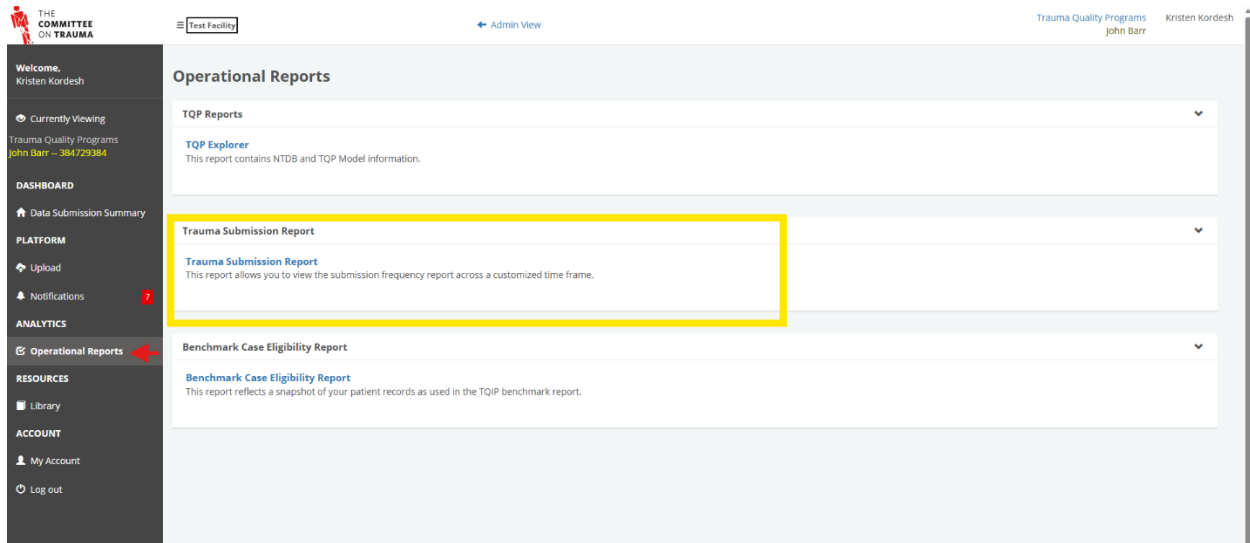 THE
COMMITTEE
ON TRAUMA
Test Facility
Admin View
Trauma Quality Programs
John Barr
Kristen Kordesh
Welcome,
Kristen Kordesh
Currently Viewing
Trauma Quality Programs
John Barr -- 384729384
DASHBOARD
Data Submission Summary
PLATFORM
Upload
Notifications 7
ANALYTICS
Operational Reports
RESOURCES
Library
ACCOUNT
My Account
Log out
Operational Reports
TQP Reports
TQP Explorer
This report contains NTDB and TQP Model information.
Trauma Submission Report
Trauma Submission Report
This report allows you to view the submission frequency report across a customized time frame.
Benchmark Case Eligibility Report
Benchmark Case Eligibility Report
This report reflects a snapshot of your patient records as used in the TQIP benchmark report.